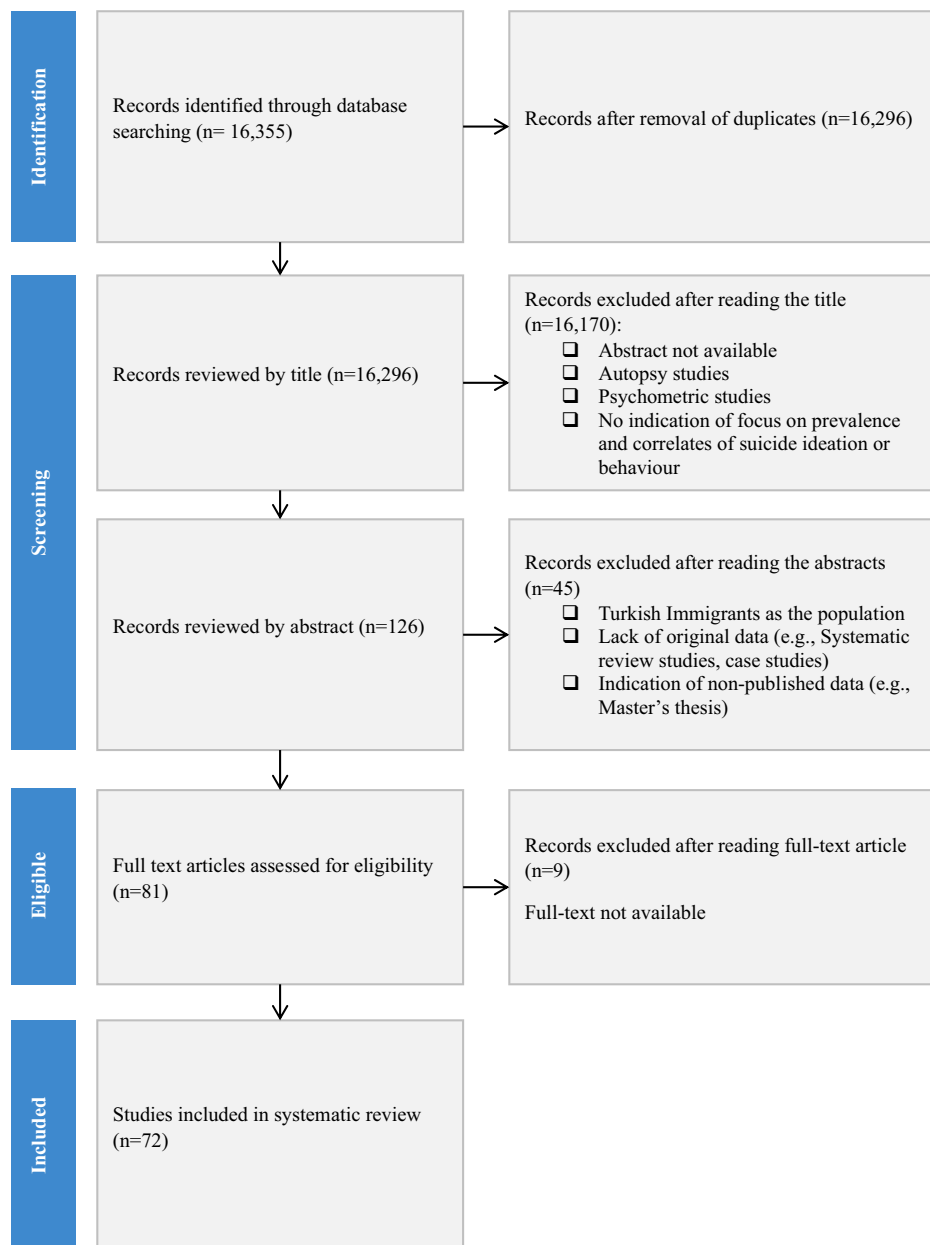 Identification
Records identified through database
searching (n= 16,355)
Records after removal of duplicates (n=16,296)
Screening
Records reviewed by title (n=16,296)
Records excluded after reading the title
(n=16,170):
Abstract not available
Autopsy studies
Psychometric studies
No indication of focus on prevalence
and correlates of suicide ideation or
behaviour
Records reviewed by abstract (n=126)
Records excluded after reading the abstracts
(n=45)
Turkish Immigrants as the population
Lack of original data (e.g., Systematic
review studies, case studies)
Indication of non-published data (e.g.,
Master’s thesis)
Eligible
Full text articles assessed for eligibility
(n=81)
Records excluded after reading full-text article
(n=9)
Full-text not available
Included
Studies included in systematic review
(n=72)